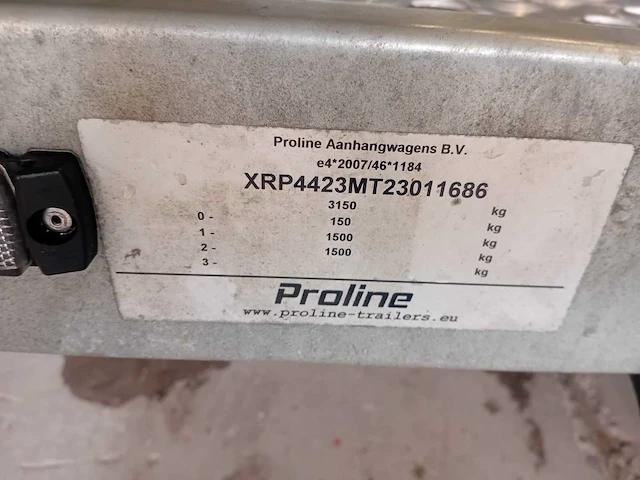 Proline Aanhangwagens B.V.
e4*2007/46*1184
XRP4423MT23011686
3150 kg
0 - 150 kg
1 - 1500 kg
2 - 1500 kg
3 - kg
Proline
www.proline-trailers.eu